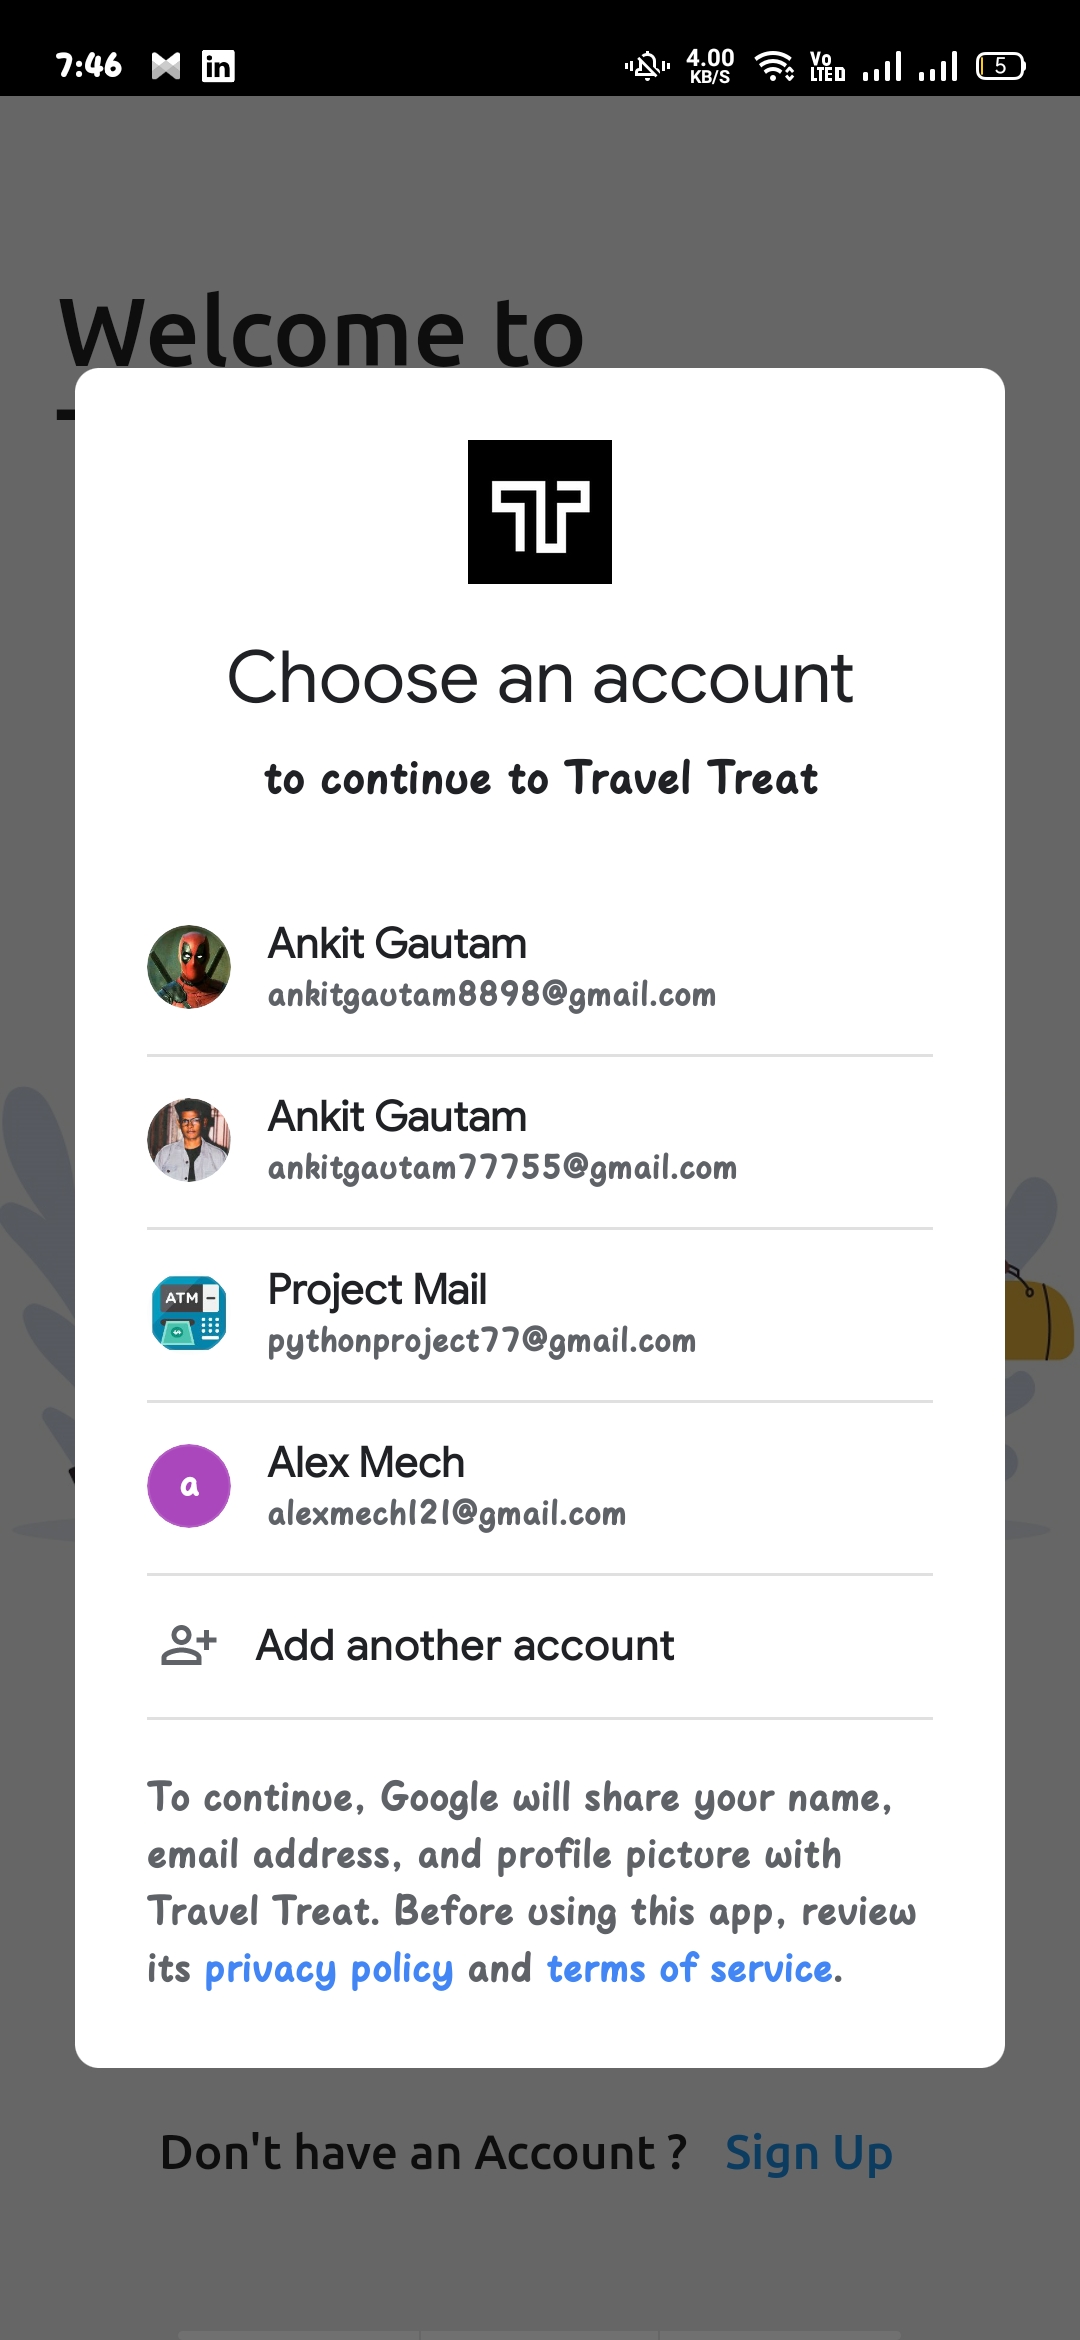 7:46
in
4.00
KB/S
Vo
LTED
5
Welcome to
Choose an account
to continue to Travel Treat
Ankit Gautam
ankitgautam8898@gmail.com
Ankit Gautam
ankitgautam77755@gmail.com
ATM
Project Mail
pythonproject77@gmail.com
a
Alex Mech
alexmech121@gmail.com
Add another account
To continue, Google will share your name,
email address, and profile picture with
Travel Treat. Before using this app, review
its privacy policy and terms of service.
Don't have an Account ? Sign Up